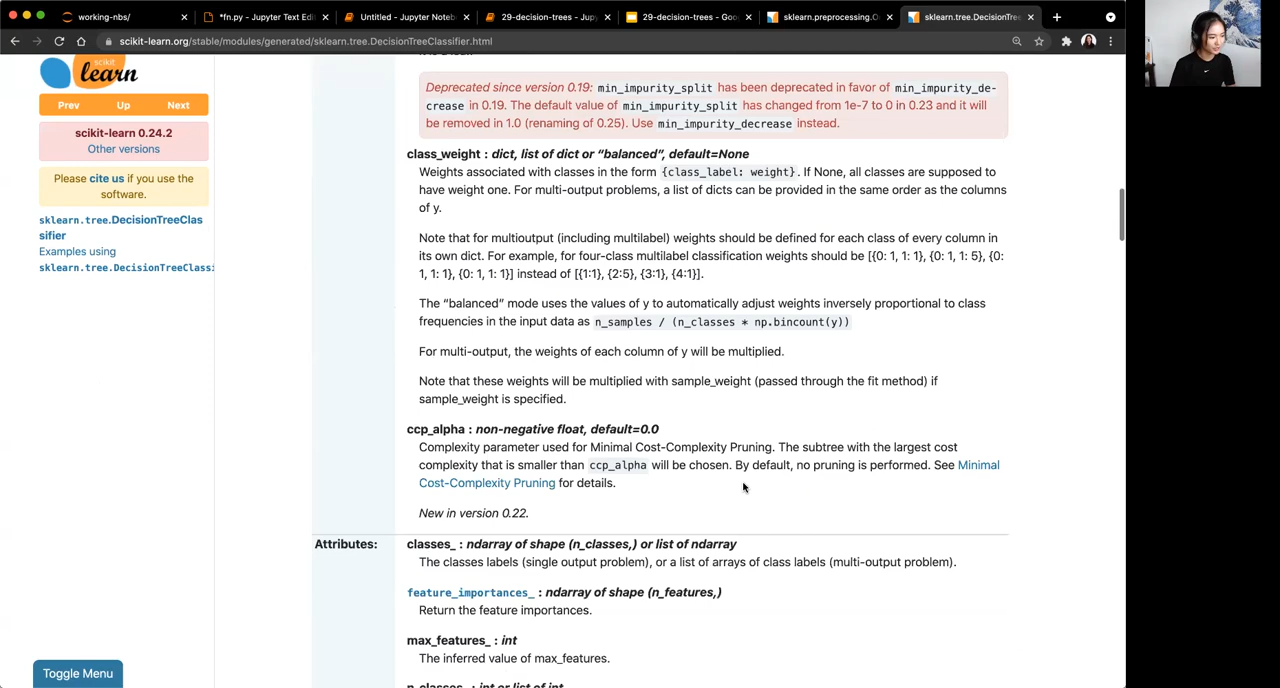 working-nbs/
*fn.py - Jupyter Text Edi
Untitled - Jupyter Noteb
29-decision-trees - Jupy
29-decision-trees - Goo
sklearn.preprocessing.O
sklearn.tree.DecisionTre
scikit-learn.org/stable/modules/generated/sklearn.tree.DecisionTreeClassifier.html
scikit
learn
Prev Up Next
scikit-learn 0.24.2
Other versions
Please cite us if you use the
software.
sklearn.tree.DecisionTreeClas
sifier
Examples using
sklearn.tree.DecisionTreeClassi
Toggle Menu
Deprecated since version 0.19: min_impurity_split has been deprecated in favor of min_impurity_de-
crease in 0.19. The default value of min_impurity_split has changed from 1e-7 to 0 in 0.23 and it will
be removed in 1.0 (renaming of 0.25). Use min_impurity_decrease instead.
class_weight : dict, list of dict or “balanced”, default=None
Weights associated with classes in the form {class_label: weight}. If None, all classes are supposed to
have weight one. For multi-output problems, a list of dicts can be provided in the same order as the columns
of y.
Note that for multioutput (including multilabel) weights should be defined for each class of every column in
its own dict. For example, for four-class multilabel classification weights should be [{0: 1, 1: 1}, {0: 1, 1: 5}, {0:
1, 1: 1}, {0: 1, 1: 1}] instead of [{1:1}, {2:5}, {3:1}, {4:1}].
The “balanced” mode uses the values of y to automatically adjust weights inversely proportional to class
frequencies in the input data as n_samples / (n_classes * np.bincount(y))
For multi-output, the weights of each column of y will be multiplied.
Note that these weights will be multiplied with sample_weight (passed through the fit method) if
sample_weight is specified.
ccp_alpha : non-negative float, default=0.0
Complexity parameter used for Minimal Cost-Complexity Pruning. The subtree with the largest cost
complexity that is smaller than ccp_alpha will be chosen. By default, no pruning is performed. See Minimal
Cost-Complexity Pruning for details.
New in version 0.22.
Attributes:
classes_ : ndarray of shape (n_classes,) or list of ndarray
The classes labels (single output problem), or a list of arrays of class labels (multi-output problem).
feature_importances_ : ndarray of shape (n_features,)
Return the feature importances.
max_features_ : int
The inferred value of max_features.
n_classes_ : int or list of int